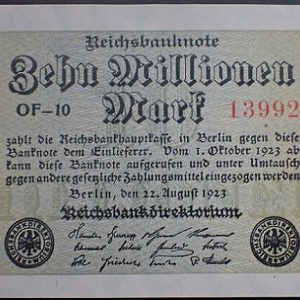 Reichsbanknote
Zehn Millionen
OF-10 Mark 13992
zahlt die Reichsbankhauptkasse in Berlin gegen diese
Banknote dem Einlieferer. Vom 1. Oktober 1923 ab
kann diese Banknote aufgerufen und unter Umtausch
gegen andere gesetzliche Zahlungsmittel eingezogen werden
Berlin, den 22. August 1923
Reichsbankdirektorium